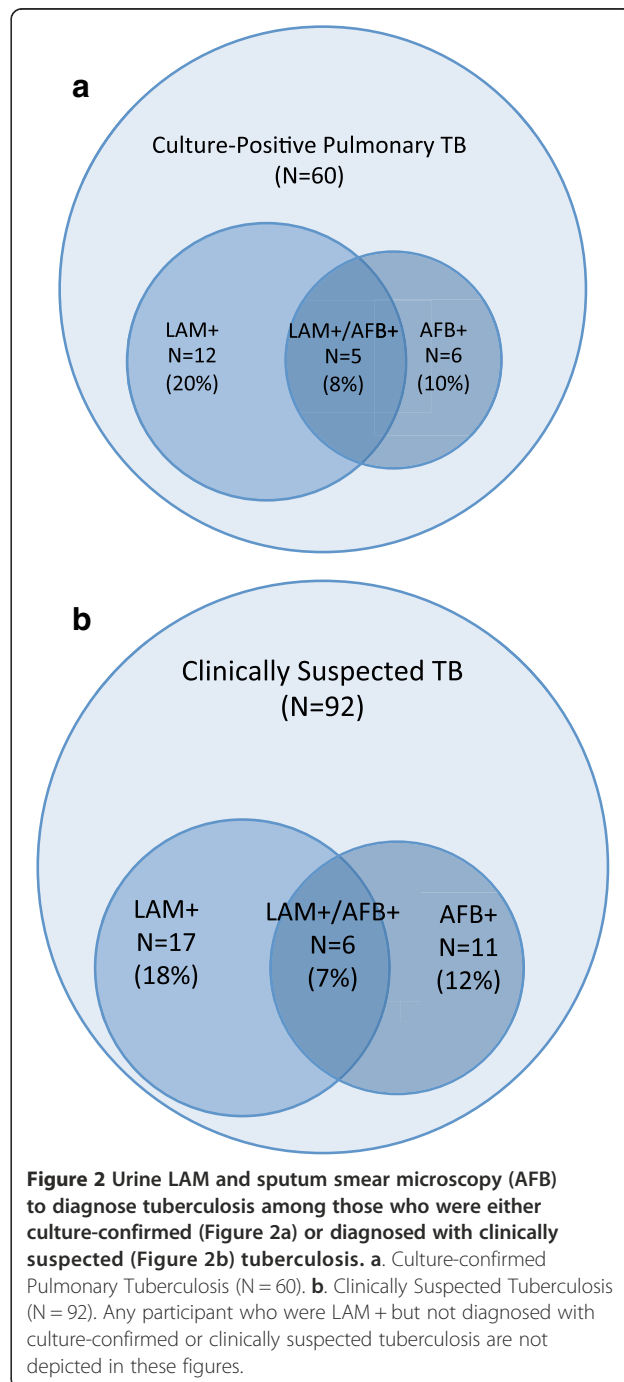 a
Culture-Positive Pulmonary TB
(N=60)
LAM+
N=12
(20%)
LAM+/AFB+
N=5
(8%)
AFB+
N=6
(10%)
b
Clinically Suspected TB
(N=92)
LAM+
N=17
(18%)
LAM+/AFB+
N=6
(7%)
AFB+
N=11
(12%)
Figure 2 Urine LAM and sputum smear microscopy (AFB)
to diagnose tuberculosis among those who were either
culture-confirmed (Figure 2a) or diagnosed with clinically
suspected (Figure 2b) tuberculosis. a. Culture-confirmed
Pulmonary Tuberculosis (N = 60). b. Clinically Suspected Tuberculosis
(N = 92). Any participant who were LAM + but not diagnosed with
culture-confirmed or clinically suspected tuberculosis are not
depicted in these figures.